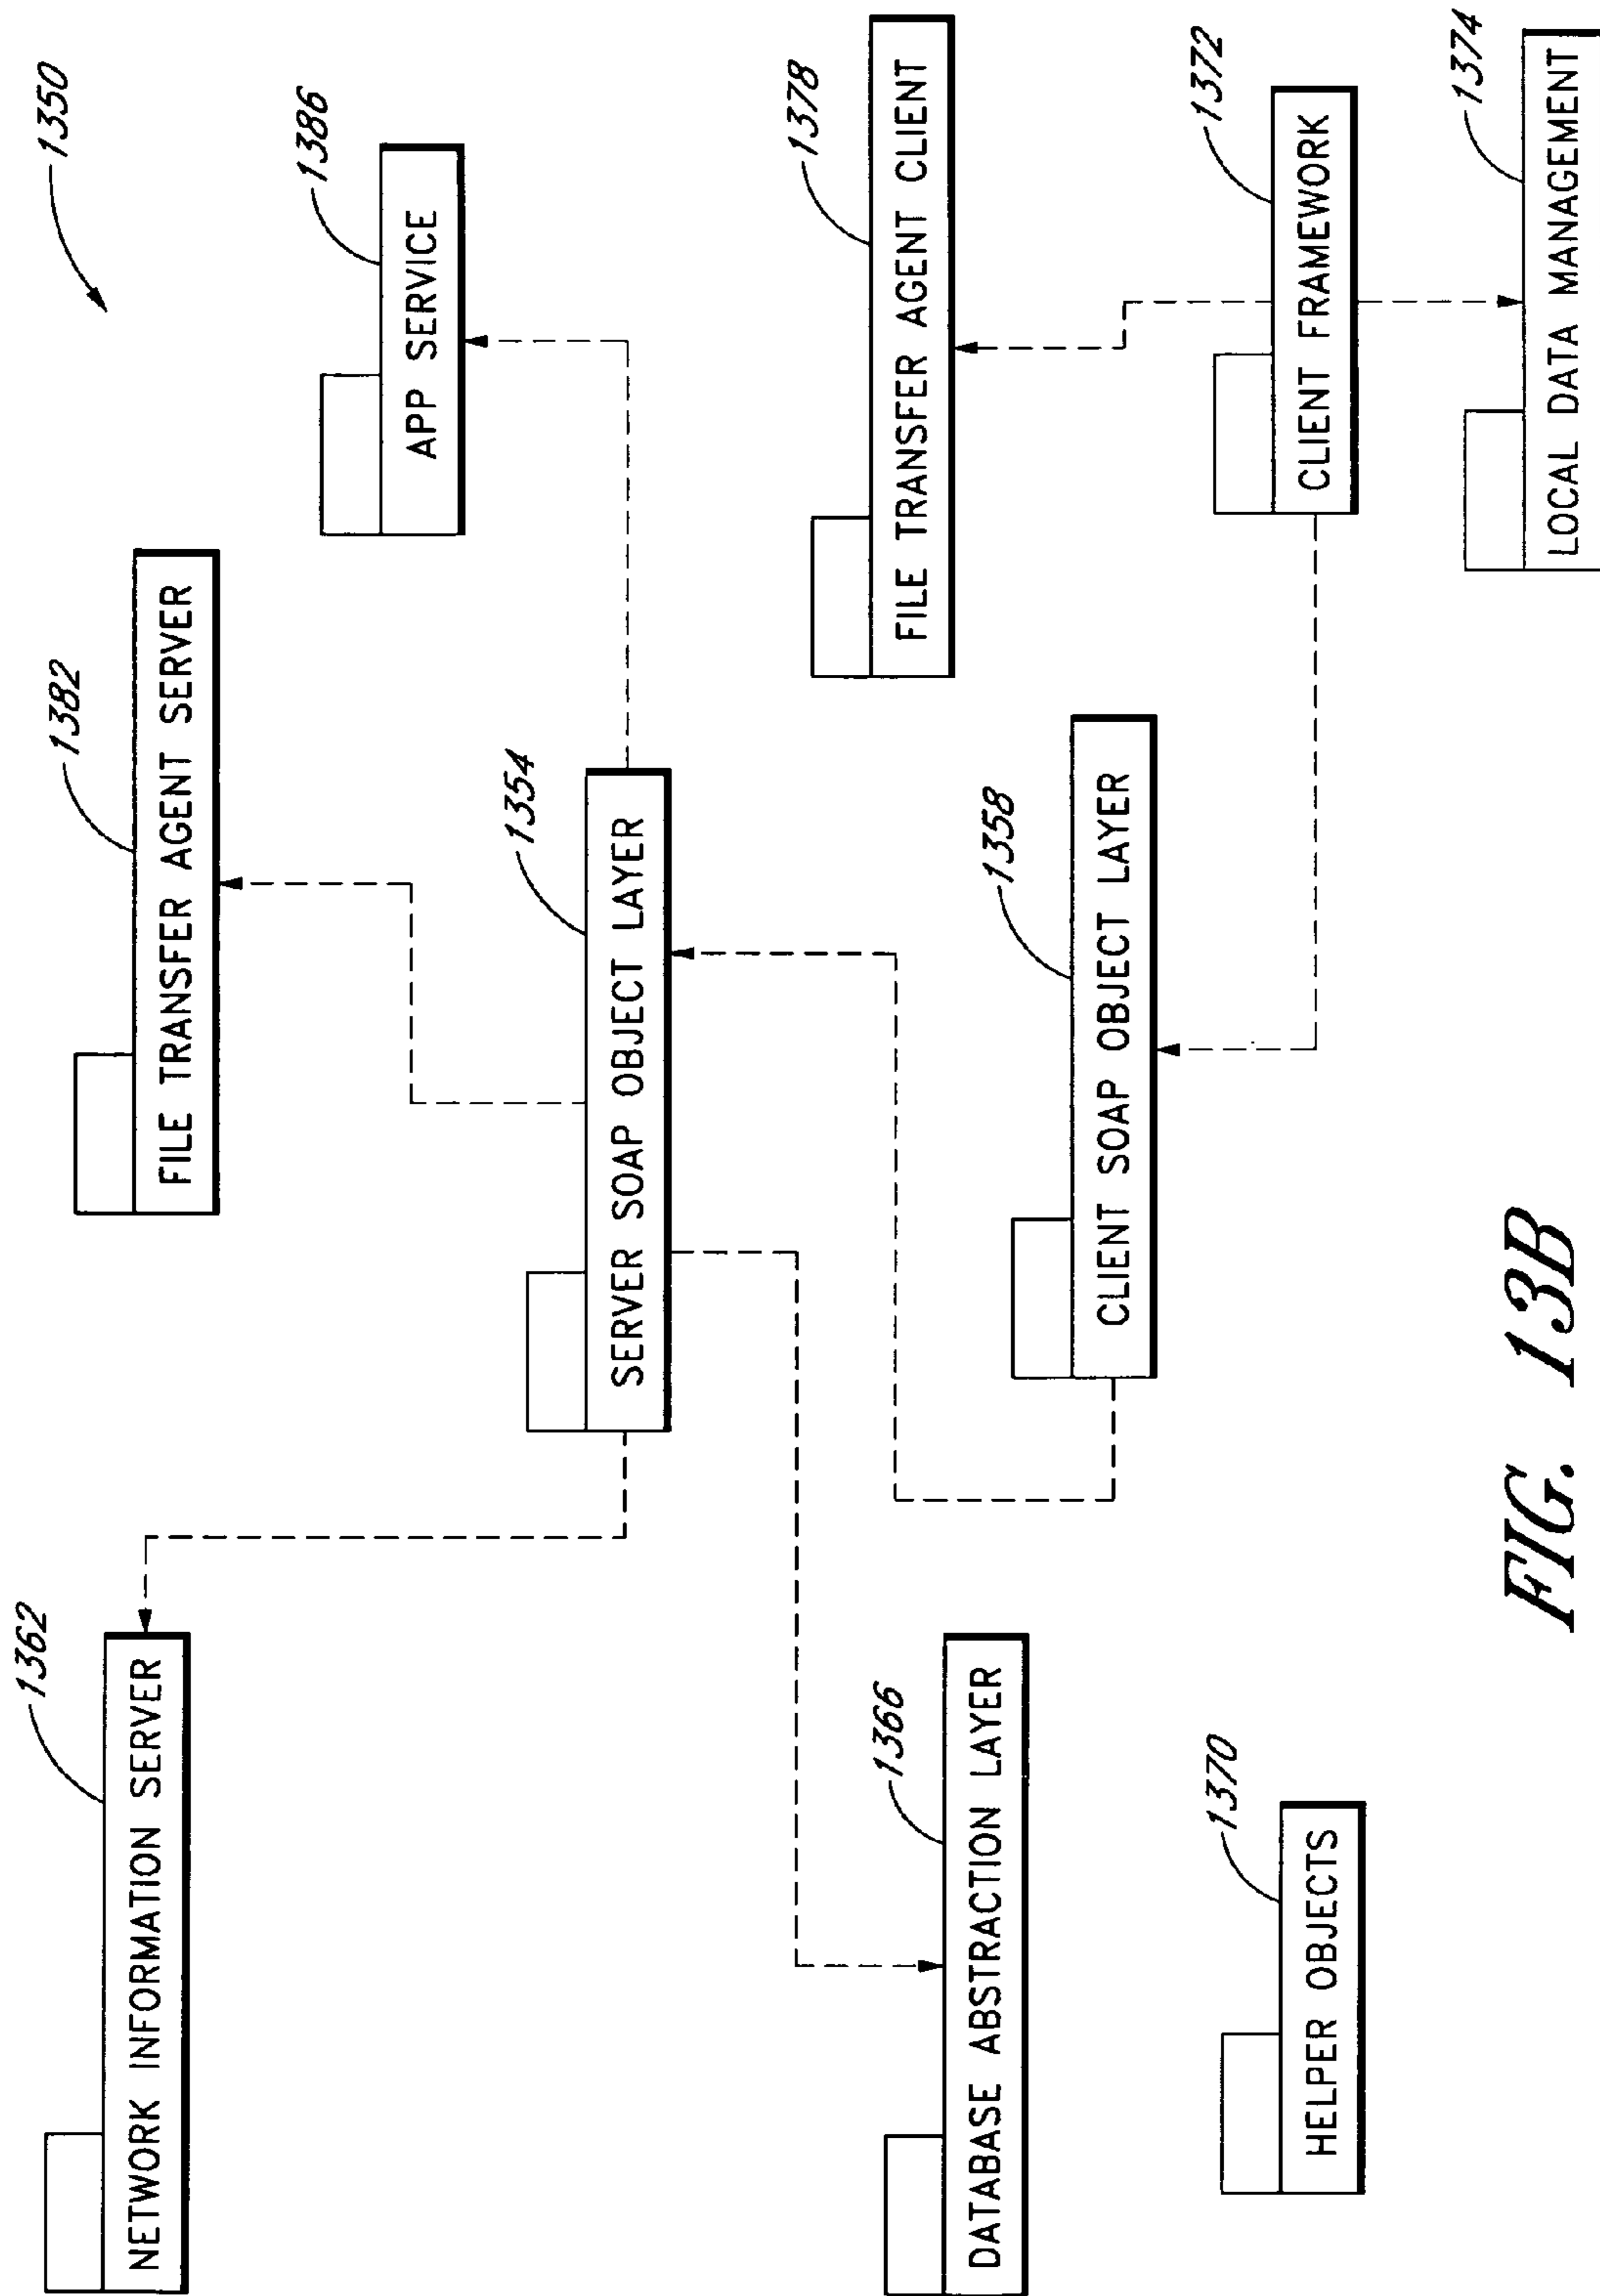 1350
1362
NETWORK INFORMATION SERVER
1382
FILE TRANSFER AGENT SERVER
1386
APP SERVICE
1354
SERVER SOAP OBJECT LAYER
1366
DATABASE ABSTRACTION LAYER
1378
FILE TRANSFER AGENT CLIENT
1358
CLIENT SOAP OBJECT LAYER
1370
HELPER OBJECTS
1372
CLIENT FRAMEWORK
1374
LOCAL DATA MANAGEMENT
FIG. 13B